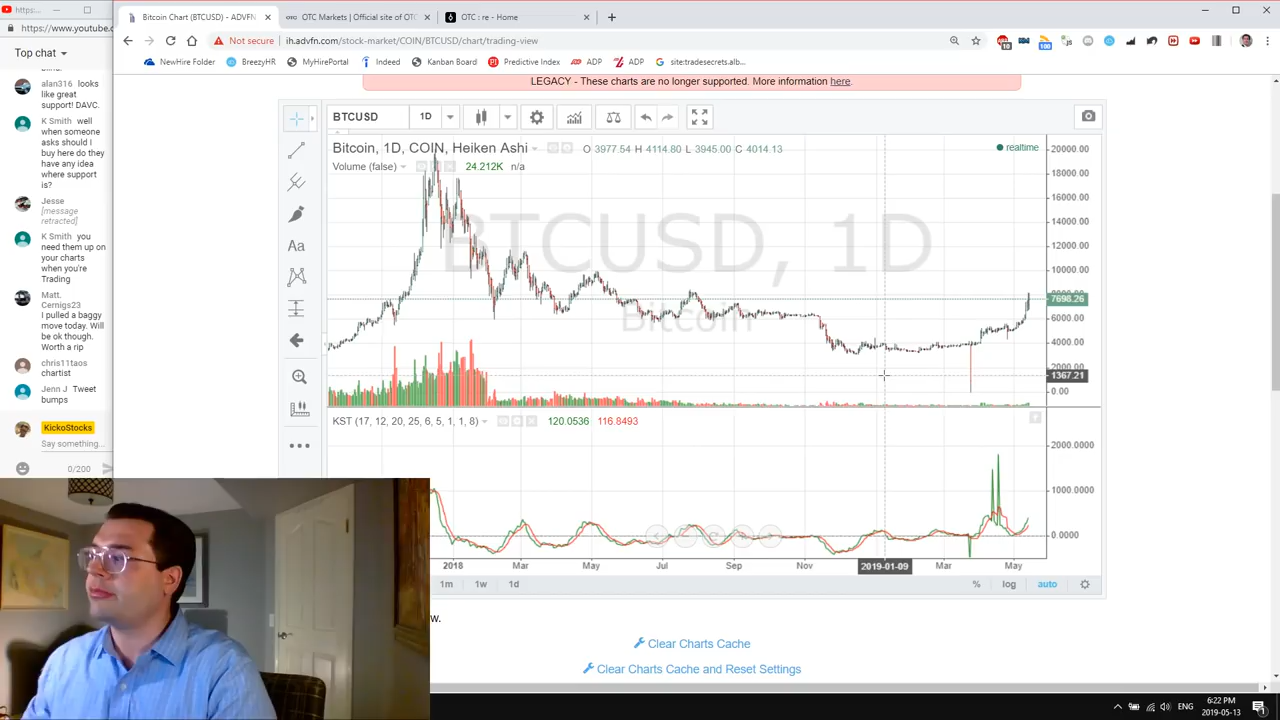 https:
https://www.youtube.c
Top chat
blind.
alan316 looks
like great
support! DAVC.
K Smith well
when someone
asks should I
buy here do they
have any idea
where support
is?
Jesse
[message
retracted]
K Smith you
need them up on
your charts
when you're
Trading
Matt.
Cernigs23
I pulled a baggy
move today. Will
be ok though.
Worth a rip
chris11taos
chartist
Jenn J Tweet
bumps
KickoStocks
Say something...
0/200
Bitcoin Chart (BTCUSD) - ADVFN
OTC Markets | Official site of OTC
OTC : re - Home
Not secure | ih.advfn.com/stock-market/COIN/BTCUSD/chart/trading-view
NewHire Folder BreezyHR MyHirePortal Indeed Kanban Board Predictive Index ADP ADP site:tradesecrets.alb...
LEGACY - These charts are no longer supported. More information here.
BTCUSD 1D
Bitcoin, 1D, COIN, Heiken Ashi O 3977.54 H 4114.80 L 3945.00 C 4014.13
realtime
Volume (false) 24.212K n/a
BTCUSD, 1D
Bitcoin
20000.00
18000.00
16000.00
14000.00
12000.00
10000.00
7698.26
6000.00
4000.00
2000.00
1367.21
0.00
KST (17, 12, 20, 25, 6, 5, 1, 1, 8) 120.0536 116.8493
2000.0000
1000.0000
0.0000
2018 Mar May Jul Sep Nov 2019-01-09 Mar May
1m 1w 1d % log auto
w.
Clear Charts Cache
Clear Charts Cache and Reset Settings
ENG 6:22 PM
2019-05-13